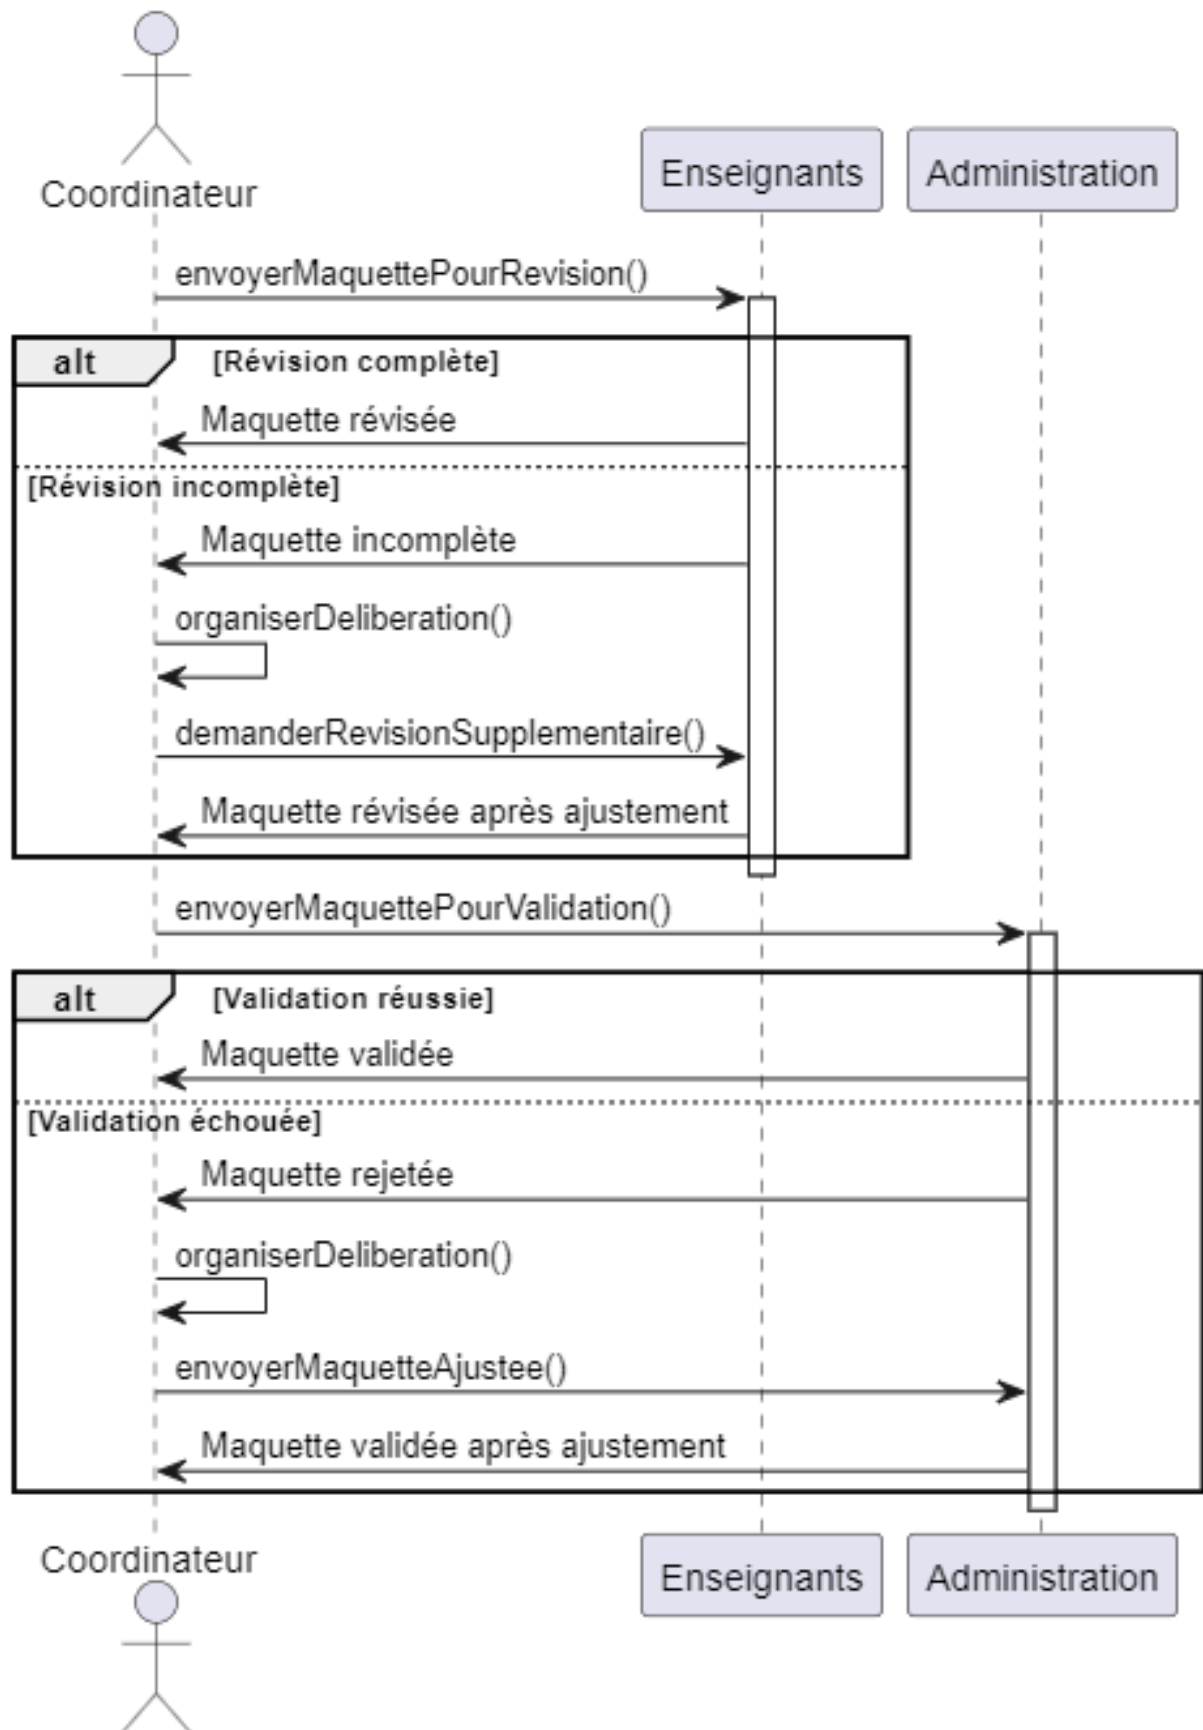 Coordinateur
Enseignants
Administration
envoyerMaquettePourRevision()
alt
[Révision complète]
Maquette révisée
[Révision incomplète]
Maquette incomplète
organiserDeliberation()
demanderRevisionSupplementaire()
Maquette révisée après ajustement
envoyerMaquettePourValidation()
alt
[Validation réussie]
Maquette validée
[Validation échouée]
Maquette rejetée
organiserDeliberation()
envoyerMaquetteAjustee()
Maquette validée après ajustement
Coordinateur
Enseignants
Administration